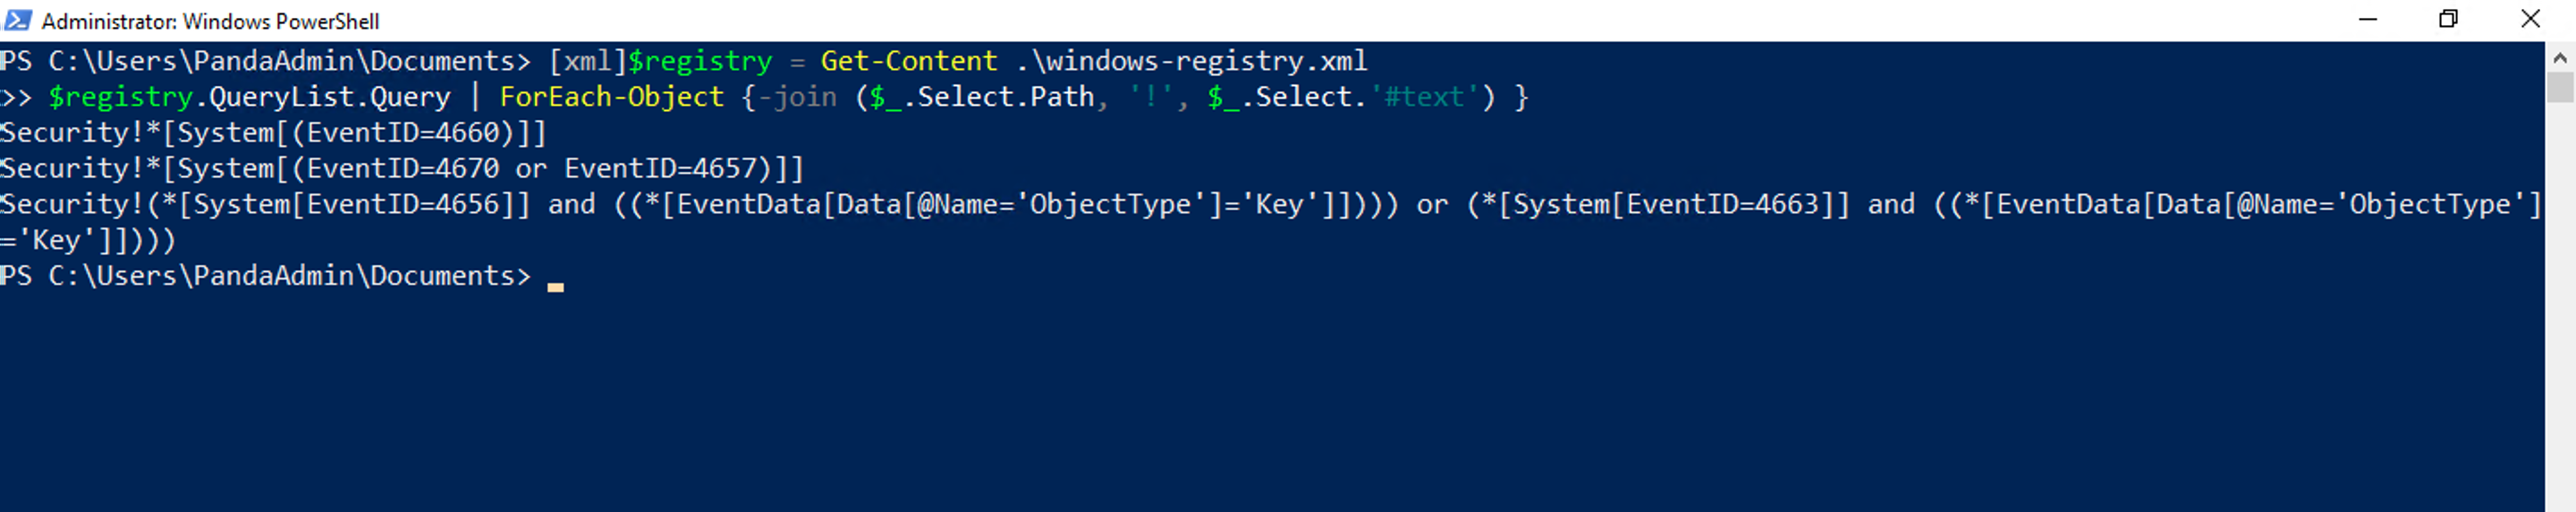 Administrator: Windows PowerShell
PS C:\Users\PandaAdmin\Documents> [xml]$registry = Get-Content .\windows-registry.xml
>> $registry.QueryList.Query | ForEach-Object {-join ($_.Select.Path, '!', $_.Select.'#text') }
Security!*[System[(EventID=4660)]]
Security!*[System[(EventID=4670 or EventID=4657)]]
Security!(*[System[EventID=4656]] and ((*[EventData[Data[@Name='ObjectType']='Key']]))) or (*[System[EventID=4663]] and ((*[EventData[Data[@Name='ObjectType']
='Key']])))
PS C:\Users\PandaAdmin\Documents>